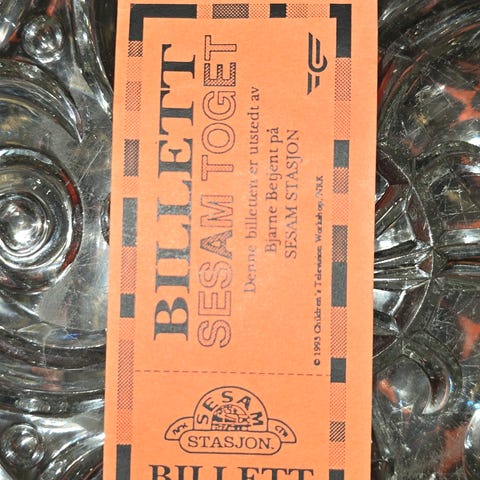 BILLETT
SESAM TOGET
Denne billetten er utstedt av
Bjarne Betjent på
SESAM STASJON
© 1993 Children's Television Workshop/NRK
SESAM
STASJON
BILLETT